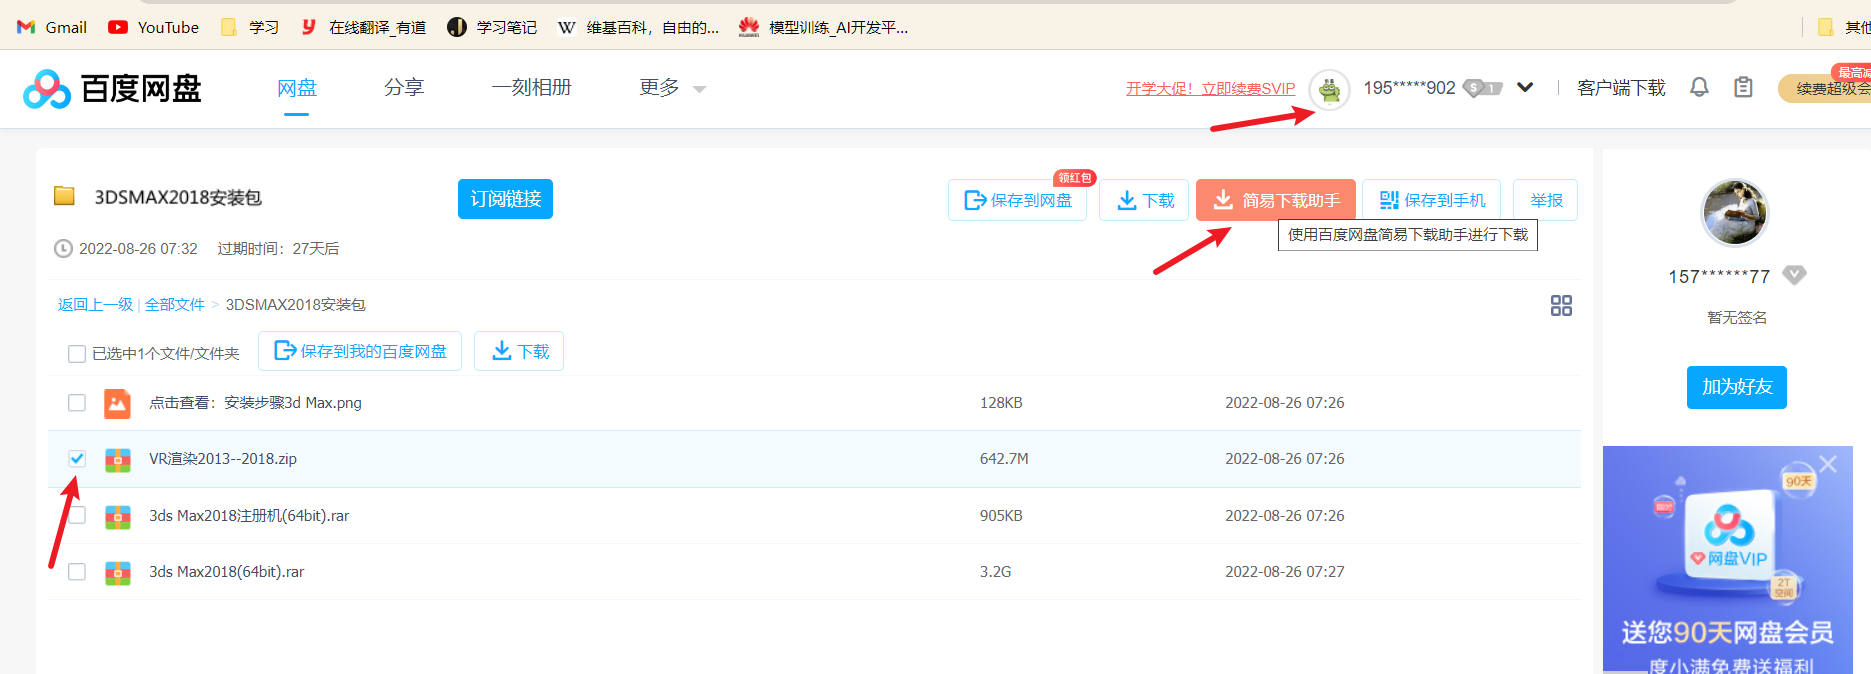 Gmail YouTube 学习 在线翻译_有道 学习笔记 维基百科，自由的... 模型训练_AI开发平...
百度网盘 网盘 分享 一刻相册 更多 开学大促！立即续费SVIP 195*****902 S 1 客户端下载
3DSMAX2018安装包 订阅链接 保存到网盘 领红包 下载 简易下载助手 保存到手机 举报
使用百度网盘简易下载助手进行下载
2022-08-26 07:32 过期时间：27天后
返回上一级 | 全部文件 > 3DSMAX2018安装包
已选中1个文件/文件夹 保存到我的百度网盘 下载
点击查看：安装步骤3d Max.png 128KB 2022-08-26 07:26
VR渲染2013--2018.zip 642.7M 2022-08-26 07:26
3ds Max2018注册机(64bit).rar 905KB 2022-08-26 07:26
3ds Max2018(64bit).rar 3.2G 2022-08-26 07:27
157******77
暂无签名
加为好友
90天
网盘VIP
2T
空间
送您90天网盘会员
度小满免费送福利